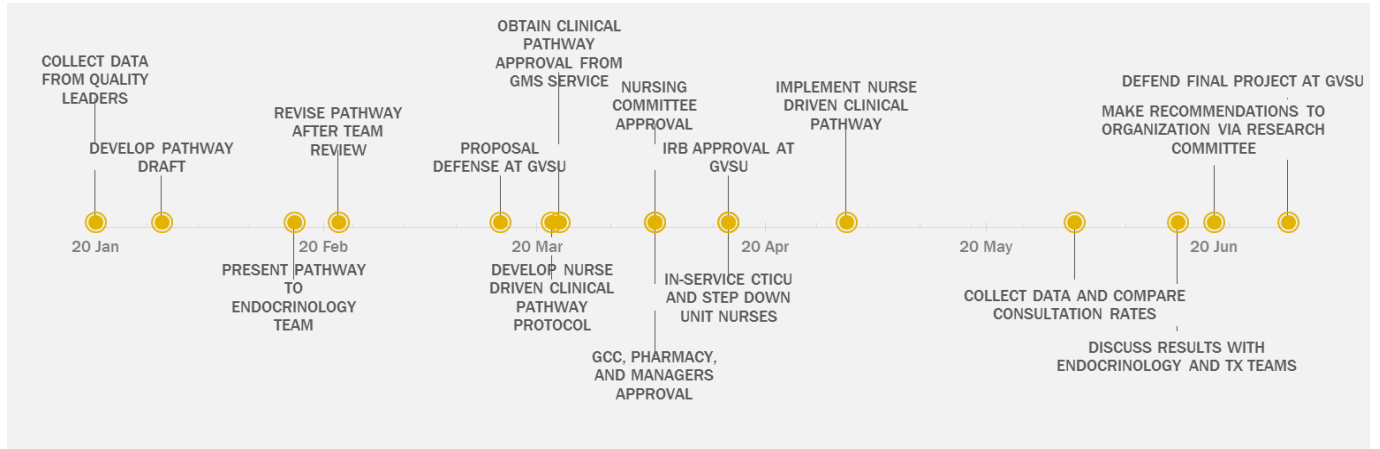 COLLECT DATA
FROM QUALITY
LEADERS
DEVELOP PATHWAY
DRAFT
REVISE PATHWAY
AFTER TEAM
REVIEW
PROPOSAL
DEFENSE AT GVSU
OBTAIN CLINICAL
PATHWAY
APPROVAL FROM
GMS SERVICE
NURSING
COMMITTEE
APPROVAL
IRB APPROVAL AT
GVSU
IMPLEMENT NURSE
DRIVEN CLINICAL
PATHWAY
DEFEND FINAL PROJECT AT GVSU
MAKE RECOMMENDATIONS TO
ORGANIZATION VIA RESEARCH
COMMITTEE
20 Jan
20 Feb
20 Mar
20 Apr
20 May
20 Jun
PRESENT PATHWAY
TO
ENDOCRINOLOGY
TEAM
DEVELOP NURSE
DRIVEN CLINICAL
PATHWAY
PROTOCOL
GCC, PHARMACY,
AND MANAGERS
APPROVAL
IN-SERVICE CTICU
AND STEP DOWN
UNIT NURSES
COLLECT DATA AND COMPARE
CONSULTATION RATES
DISCUSS RESULTS WITH
ENDOCRINOLOGY AND TX TEAMS